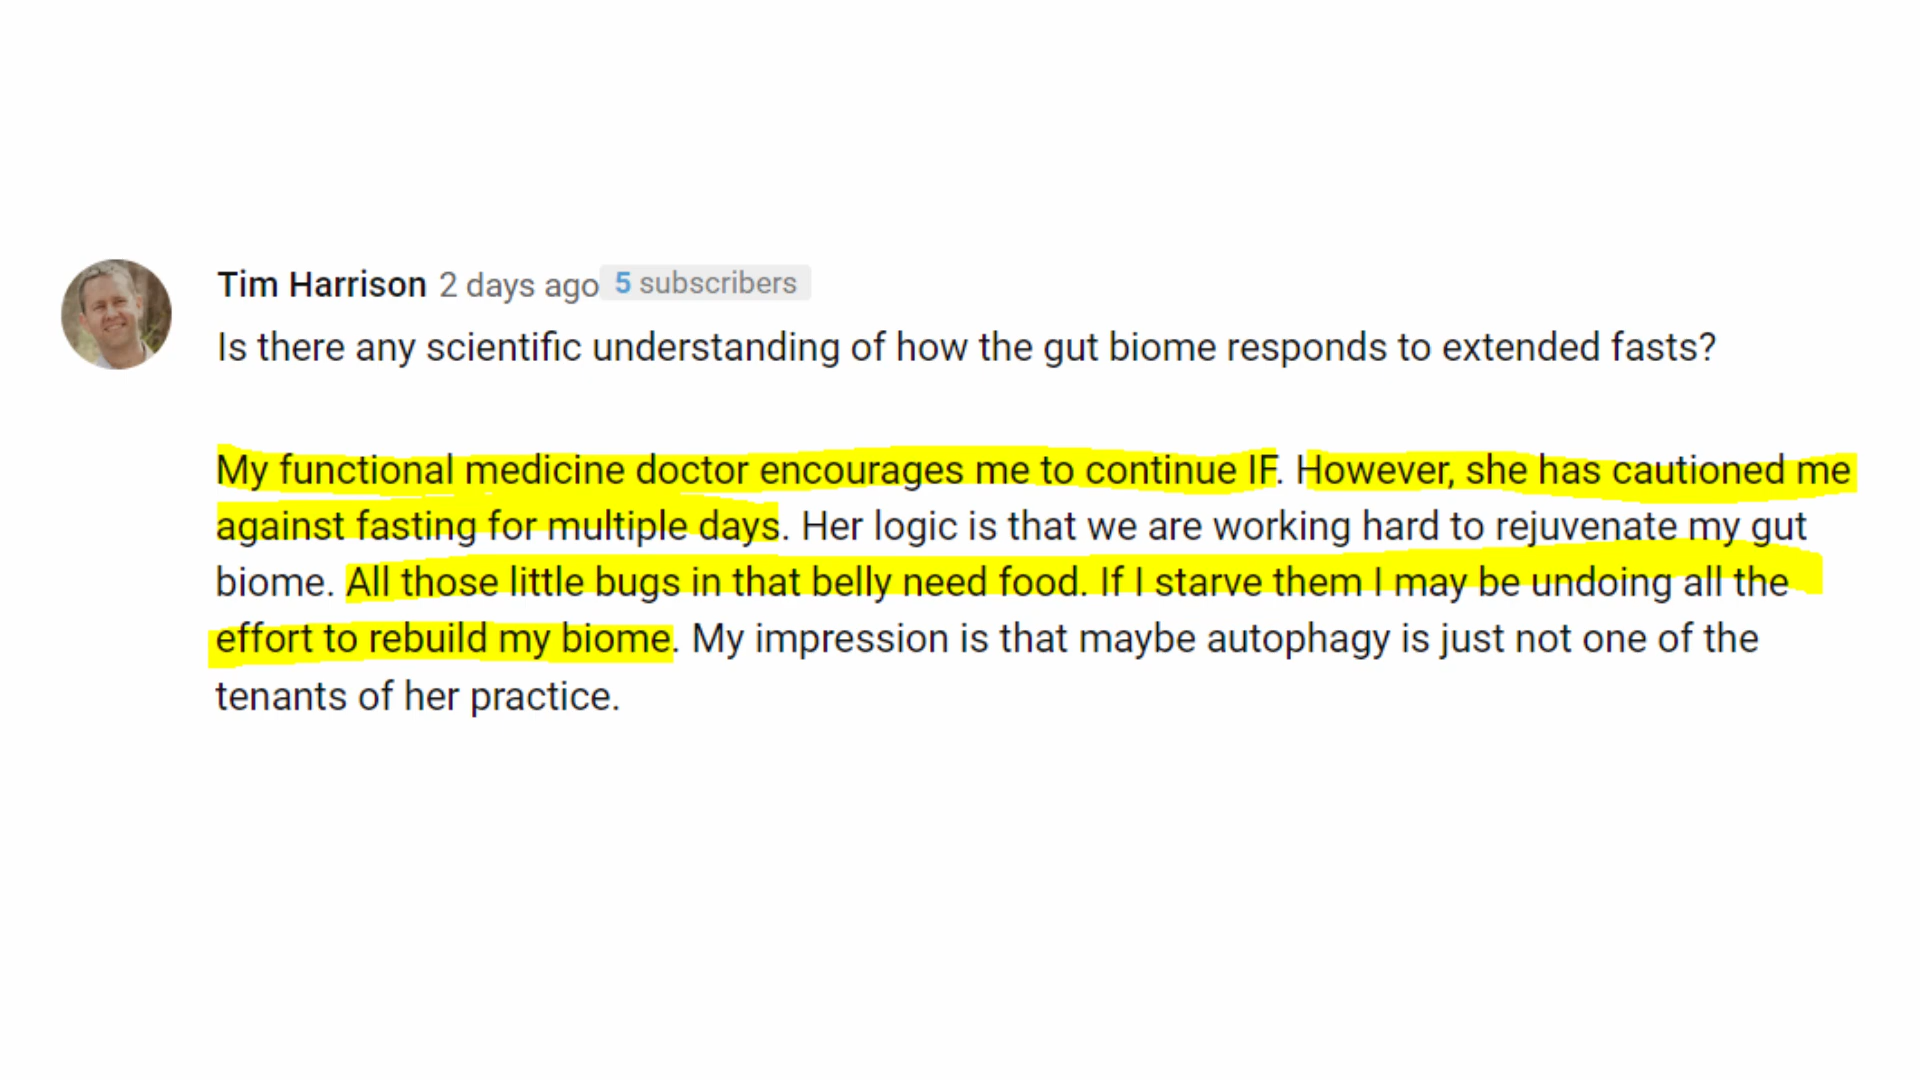 Tim Harrison 2 days ago 5 subscribers
Is there any scientific understanding of how the gut biome responds to extended fasts?
My functional medicine doctor encourages me to continue IF. However, she has cautioned me
against fasting for multiple days. Her logic is that we are working hard to rejuvenate my gut
biome. All those little bugs in that belly need food. If I starve them I may be undoing all the
effort to rebuild my biome. My impression is that maybe autophagy is just not one of the
tenants of her practice.